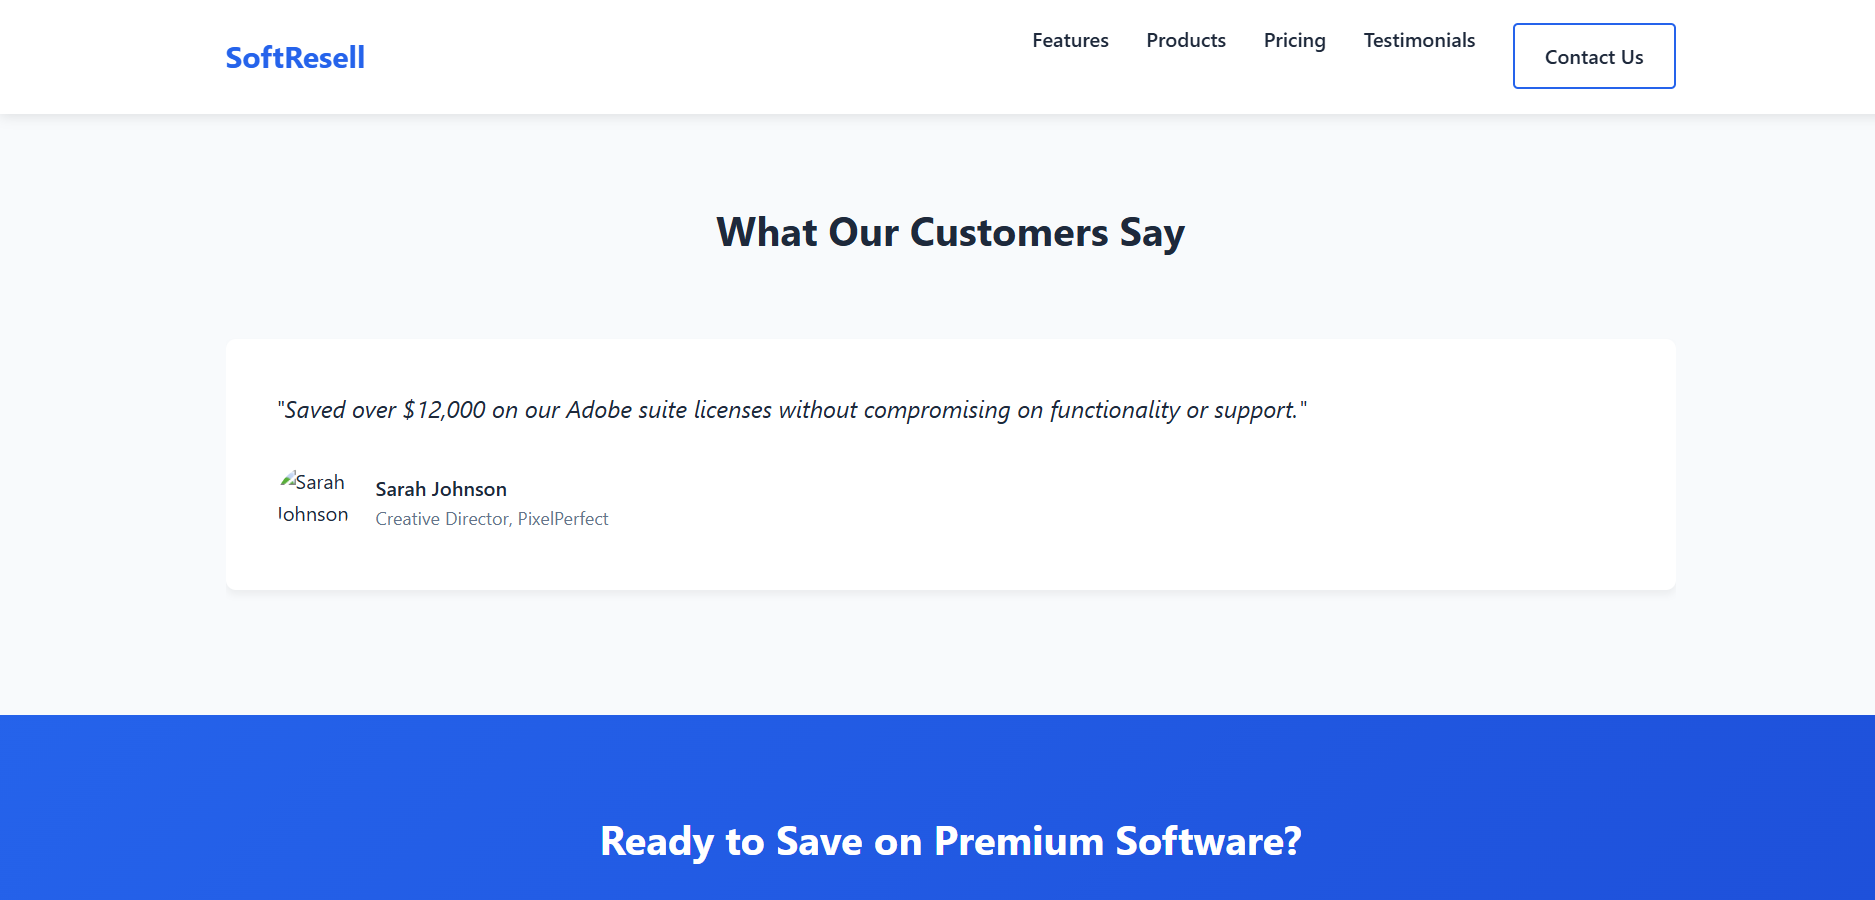 SoftResell
Features
Products
Pricing
Testimonials
Contact Us
What Our Customers Say
"Saved over $12,000 on our Adobe suite licenses without compromising on functionality or support."
Sarah
Johnson
Sarah Johnson
Creative Director, PixelPerfect
Ready to Save on Premium Software?